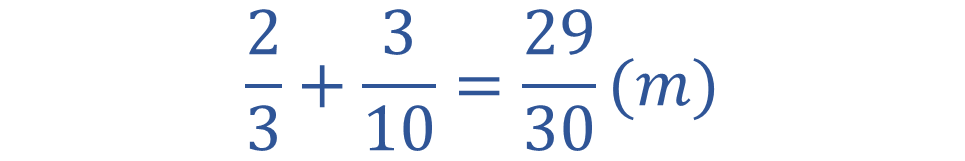 2/3 + 3/10 = 29/30 (m)